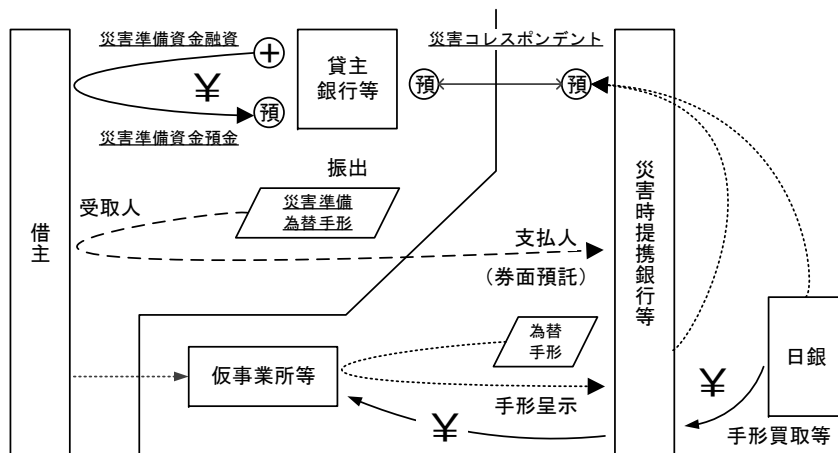 災害準備資金融資
災害コレスポンデント
＋
貸主
銀行等
預
預
預
¥
災害準備資金預金
振出
災害準備
為替手形
受取人
借主
支払人
（券面預託）
災害時提携銀行等
為替
手形
仮事業所等
手形呈示
日銀
¥
¥
手形買取等